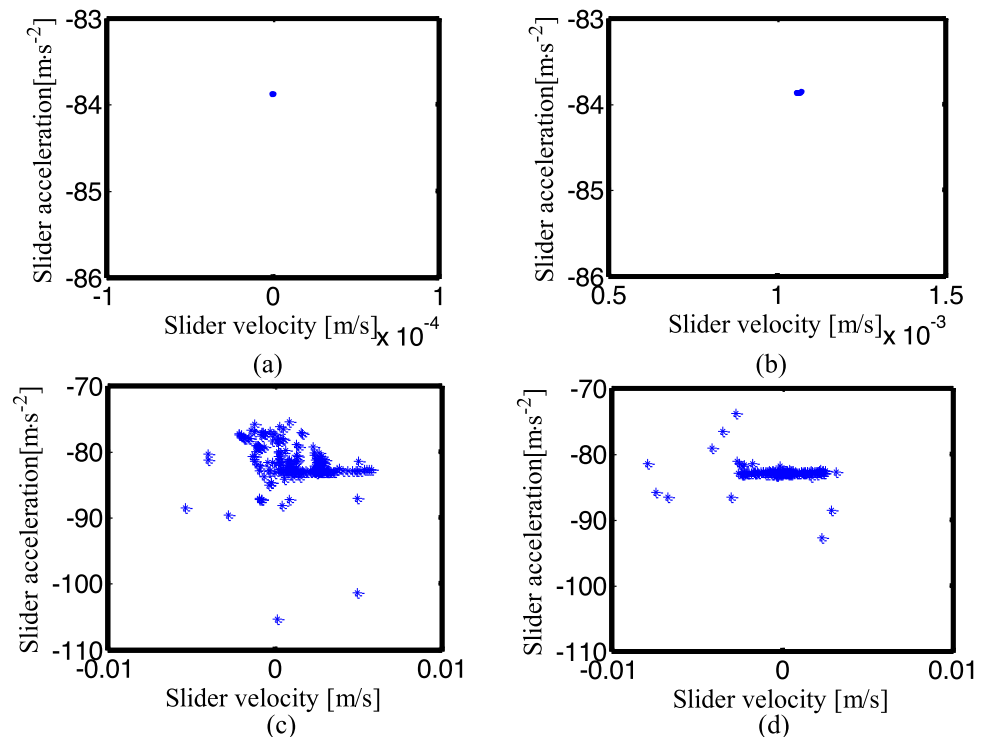 -83
-84
-85
-86
-1
0
1
x 10-4
Slider acceleration[m·s-2]
Slider velocity [m/s]
(a)
-83
-84
-85
-86
0.5
1
1.5
x 10-3
Slider acceleration[m·s-2]
Slider velocity [m/s]
(b)
-70
-80
-90
-100
-110
-0.01
0
0.01
Slider acceleration[m·s-2]
Slider velocity [m/s]
(c)
-70
-80
-90
-100
-110
-0.01
0
0.01
Slider acceleration[m·s-2]
Slider velocity [m/s]
(d)